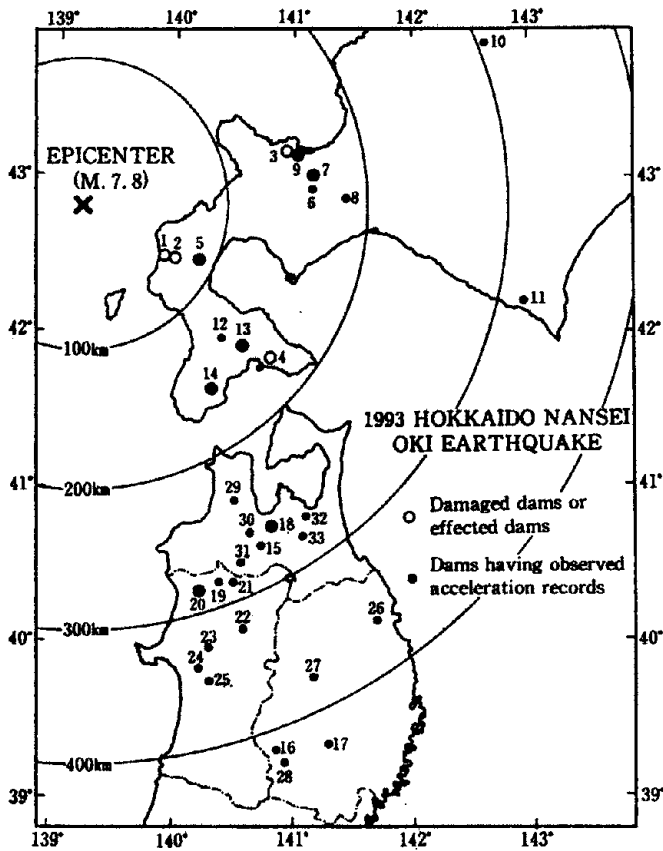 139° 140° 141° 142° 143°
10
EPICENTER
(M. 7. 8)
3
9
7
6
8
43° 43°
1
2
5
11
42° 42°
12
13
4
14
100km
1993 HOKKAIDO NANSEI
OKI EARTHQUAKE
200km
41° 41°
29
30
18
32
15
33
31
Damaged dams or
effected dams
Dams having observed
acceleration records
19
21
20
26
300km
40° 40°
22
23
24
25
27
16
17
28
400km
39° 39°
139° 140° 141° 142° 143°